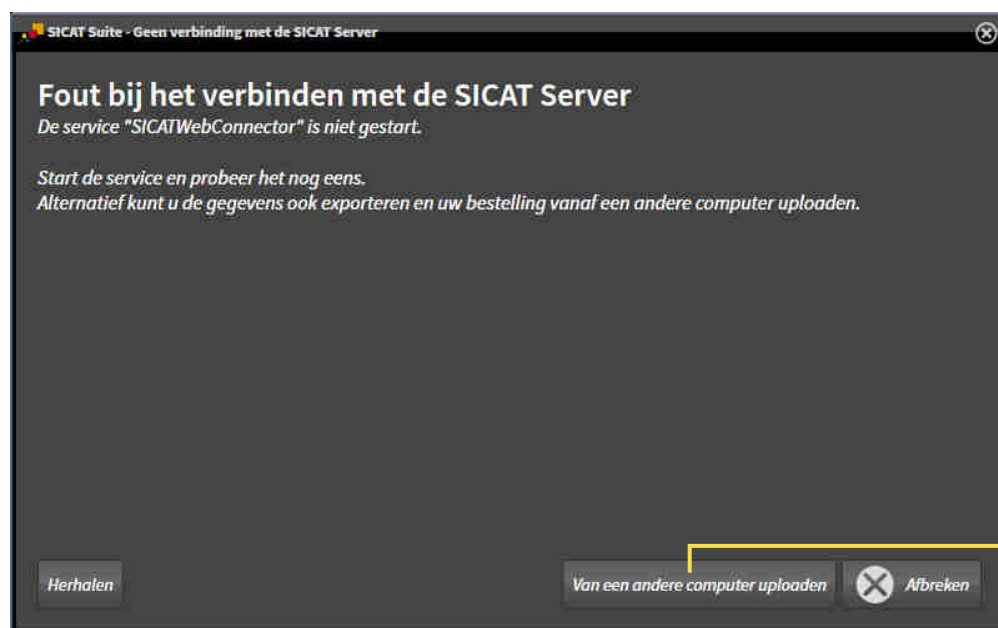 SICAT Suite - Geen verbinding met de SICAT Server
Fout bij het verbinden met de SICAT Server
De service "SICATWebConnector" is niet gestart.
Start de service en probeer het nog eens.
Alternatief kunt u de gegevens ook exporteren en uw bestelling vanaf een andere computer uploaden.
Herhalen
Van een andere computer uploaden
Afbreken